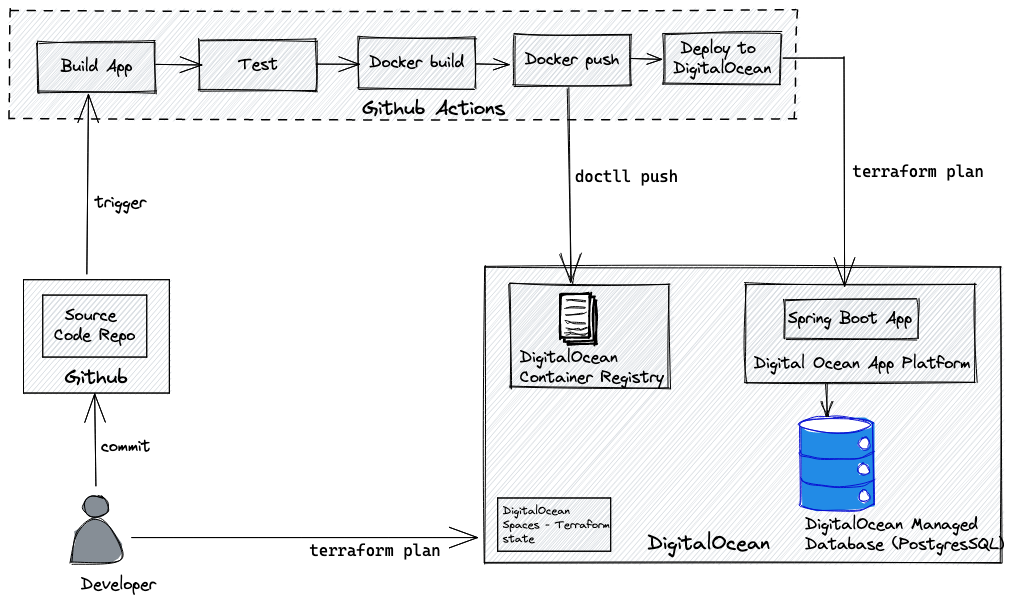 Build App
Test
Docker build
Docker push
Deploy to
DigitalOcean
Github Actions
trigger
doctll push
terraform plan
Source
Code Repo
Github
commit
Developer
terraform plan
DigitalOcean
Container Registry
Spring Boot App
Digital Ocean App Platform
DigitalOcean
Spaces - Terraform
state
DigitalOcean
DigitalOcean Managed
Database (PostgresSQL)